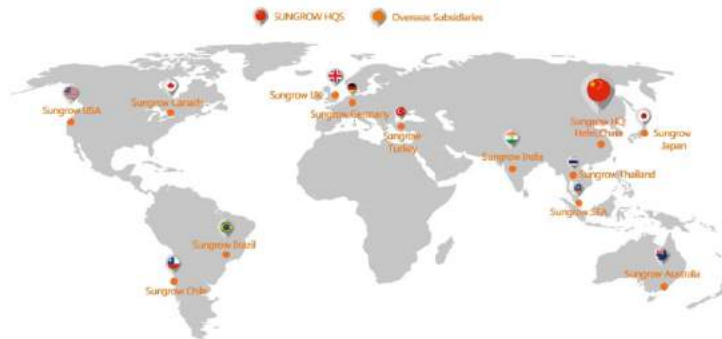 SUNGROW HQS
Overseas Subsidiaries
Sungrow USA
Sungrow Canada
Sungrow UK
Sungrow Germany
Sungrow
Turkey
Sungrow India
Sungrow HQ
Hefei, China
Sungrow
Japan
Sungrow Thailand
Sungrow SEA
Sungrow Brazil
Sungrow Chile
Sungrow Australia